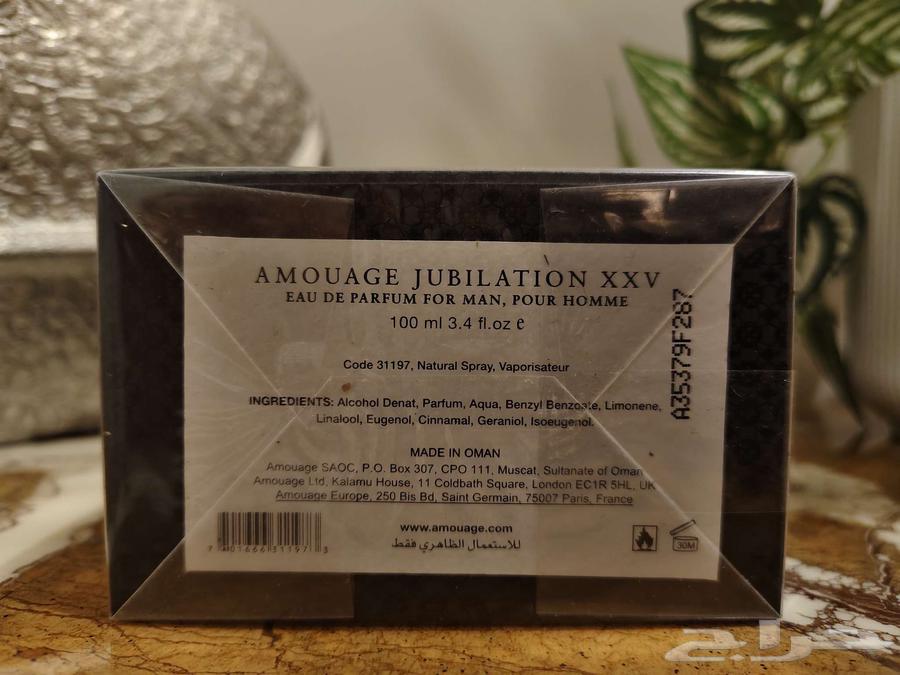 AMOUAGE JUBILATION XXV
EAU DE PARFUM FOR MAN, POUR HOMME
100 ml 3.4 fl.oz e
A35379F287
Code 31197, Natural Spray, Vaporisateur
INGREDIENTS: Alcohol Denat, Parfum, Aqua, Benzyl Benzoate, Limonene,
Linalool, Eugenol, Cinnamal, Geraniol, Isoeugenol.
MADE IN OMAN
Amouage SAOC, P.O. Box 307, CPO 111, Muscat, Sultanate of Oman
Amouage Ltd, Kalamu House, 11 Coldbath Square, London EC1R 5HL, UK
Amouage Europe, 250 Bis Bd, Saint Germain, 75007 Paris, France
www.amouage.com
للاستعمال الظاهري فقط
7 01666 31197 3
30M
حراج